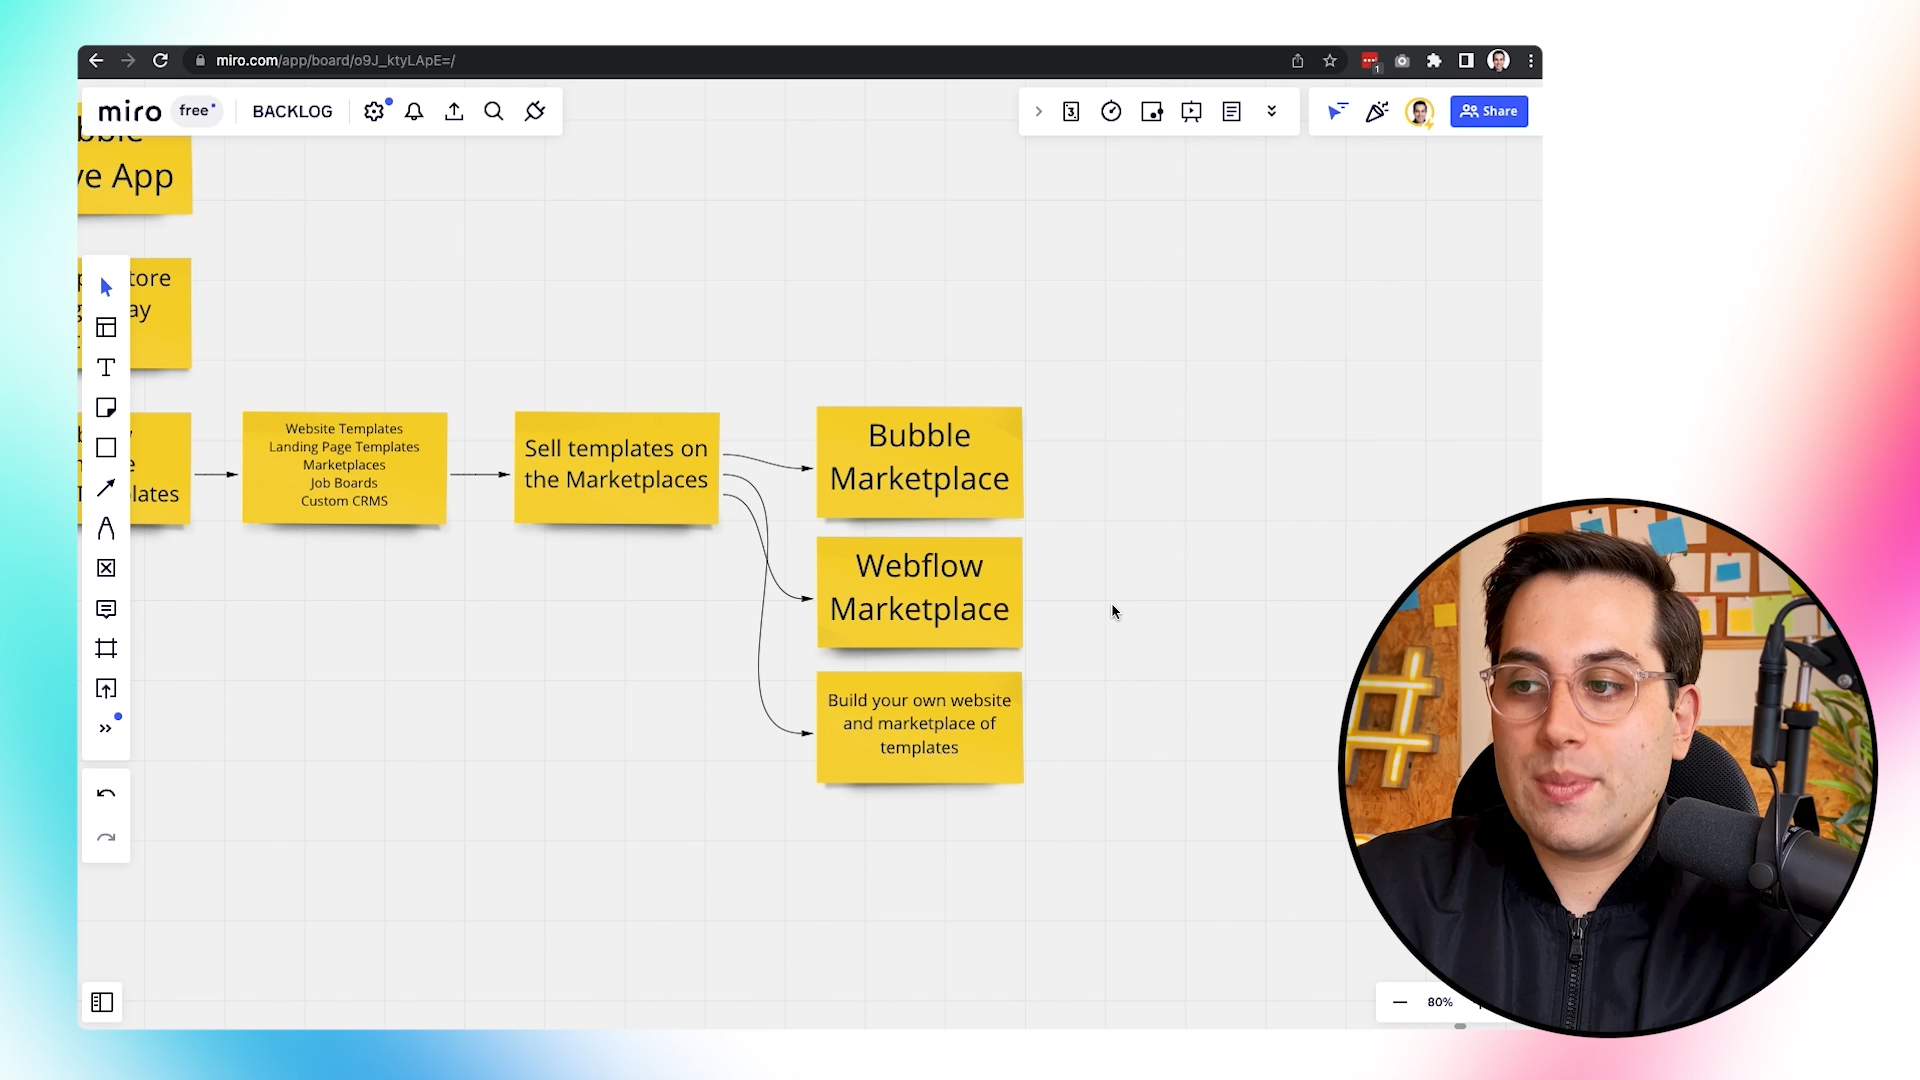 miro.com/app/board/o9J_ktyLApE=/
1
miro
free
BACKLOG
3
Share
ve App
tore
ay
lates
Website Templates
Landing Page Templates
Marketplaces
Job Boards
Custom CRMS
Sell templates on
the Marketplaces
Bubble
Marketplace
Webflow
Marketplace
Build your own website
and marketplace of
templates
80%